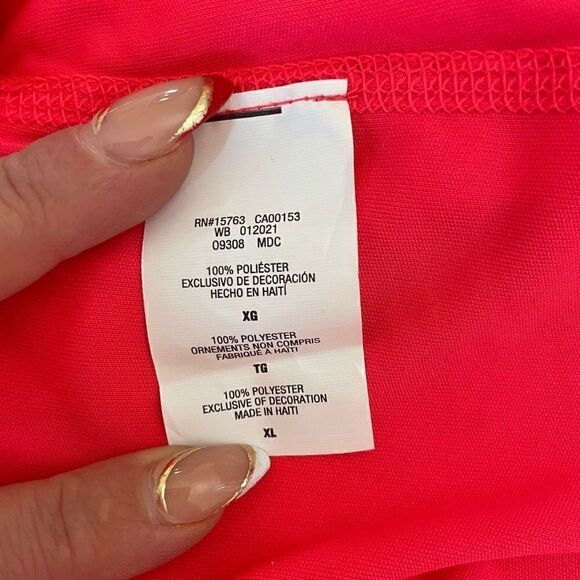 RN#15763 CA00153
WB 012021
09308 MDC
100% POLIÉSTER
EXCLUSIVO DE DECORACIÓN
HECHO EN HAITÍ
XG
100% POLYESTER
ORNEMENTS NON COMPRIS
FABRIQUÉ À HAITI
TG
100% POLYESTER
EXCLUSIVE OF DECORATION
MADE IN HAITI
XL